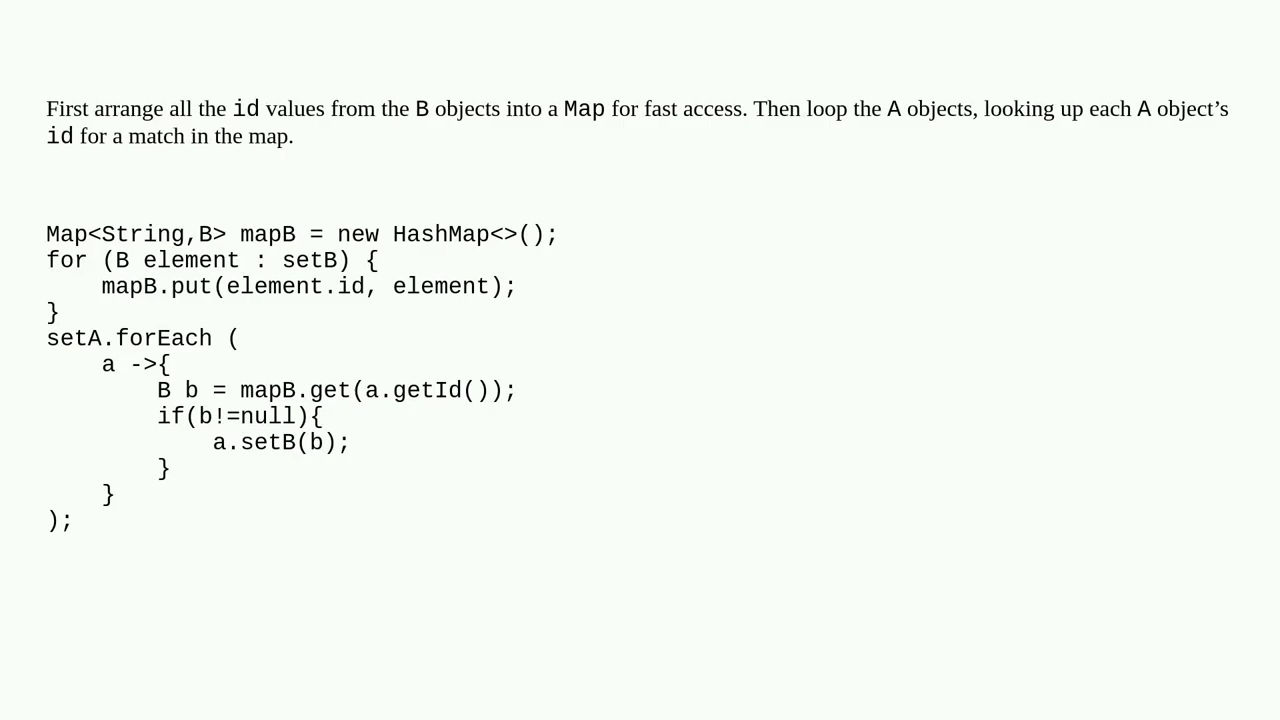 First arrange all the id values from the B objects into a Map for fast access. Then loop the A objects, looking up each A object’s
id for a match in the map.
Map<String,B> mapB = new HashMap<>();
for (B element : setB) {
    mapB.put(element.id, element);
}
setA.forEach (
    a ->{
        B b = mapB.get(a.getId());
        if(b!=null){
            a.setB(b);
        }
    }
);